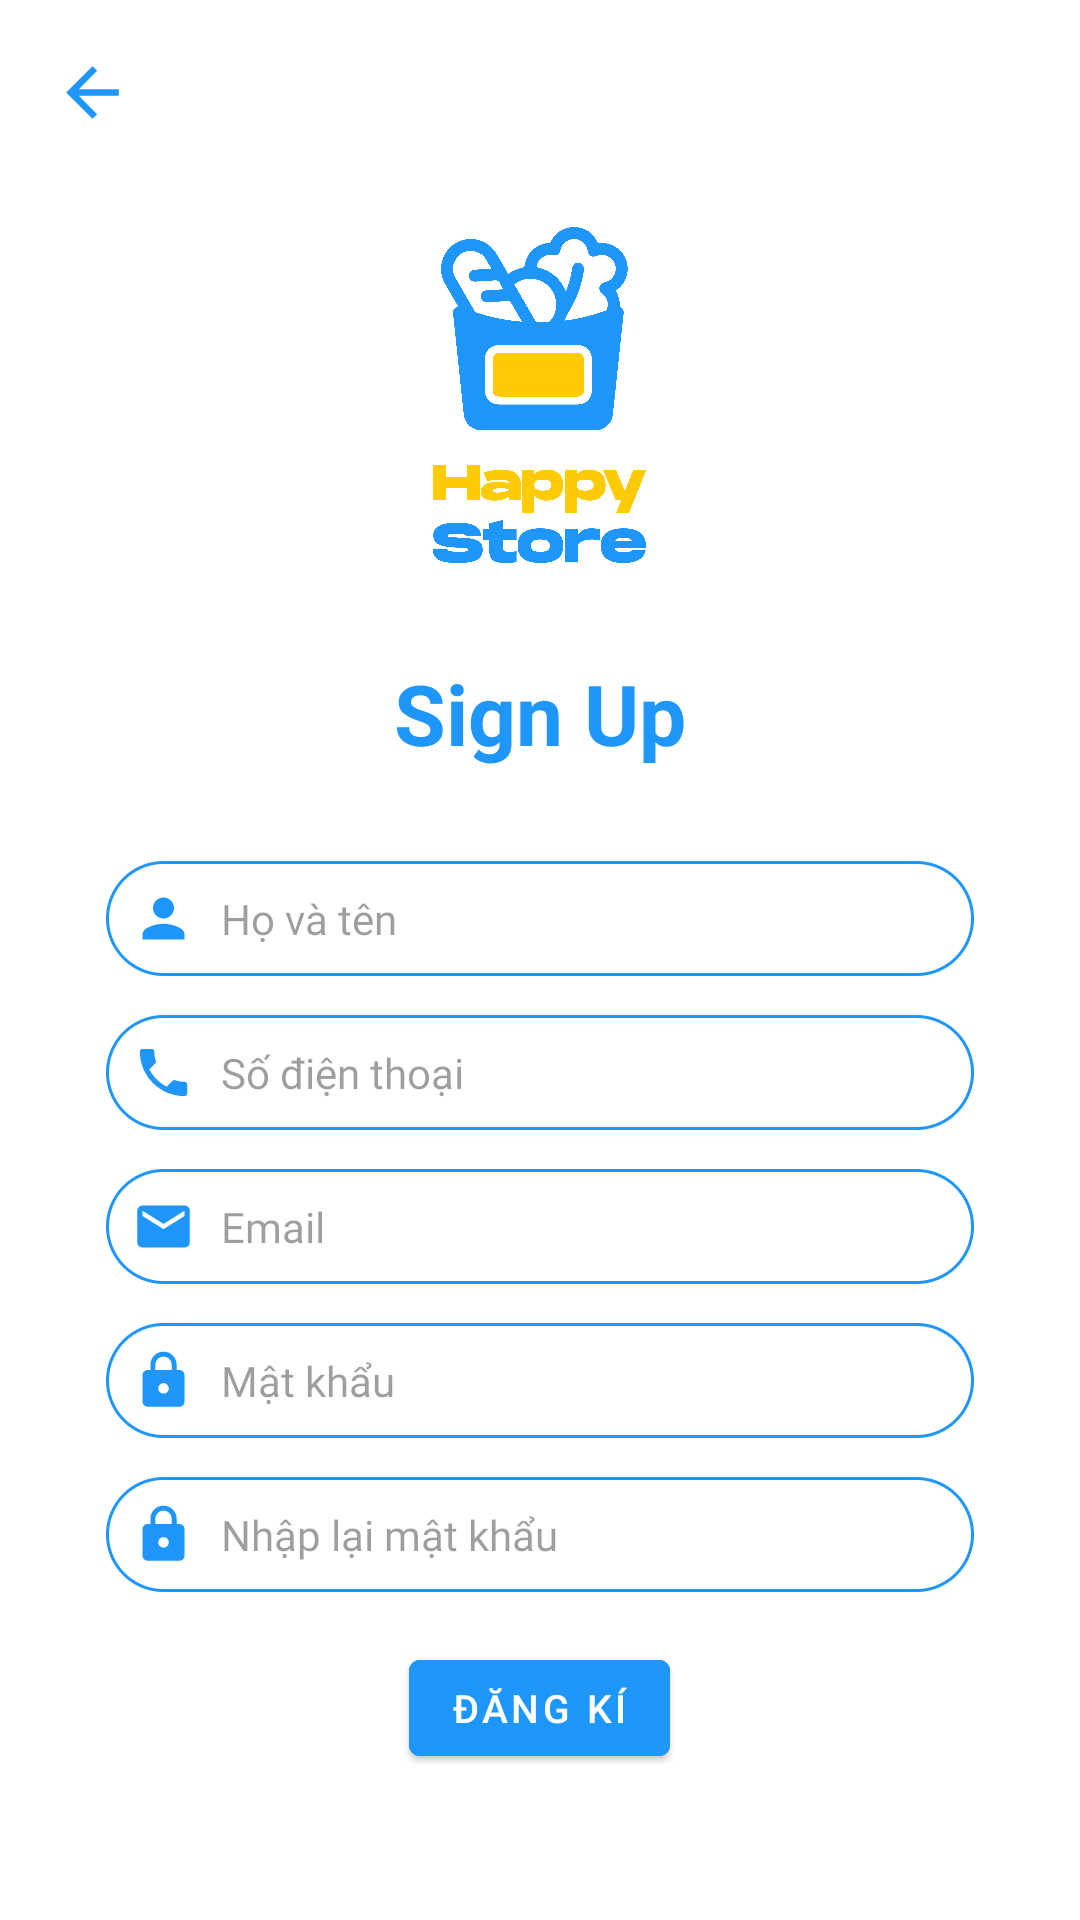 Happy
Store
Sign Up
Họ và tên
Số điện thoại
Email
Mật khẩu
Nhập lại mật khẩu
ĐĂNG KÍ